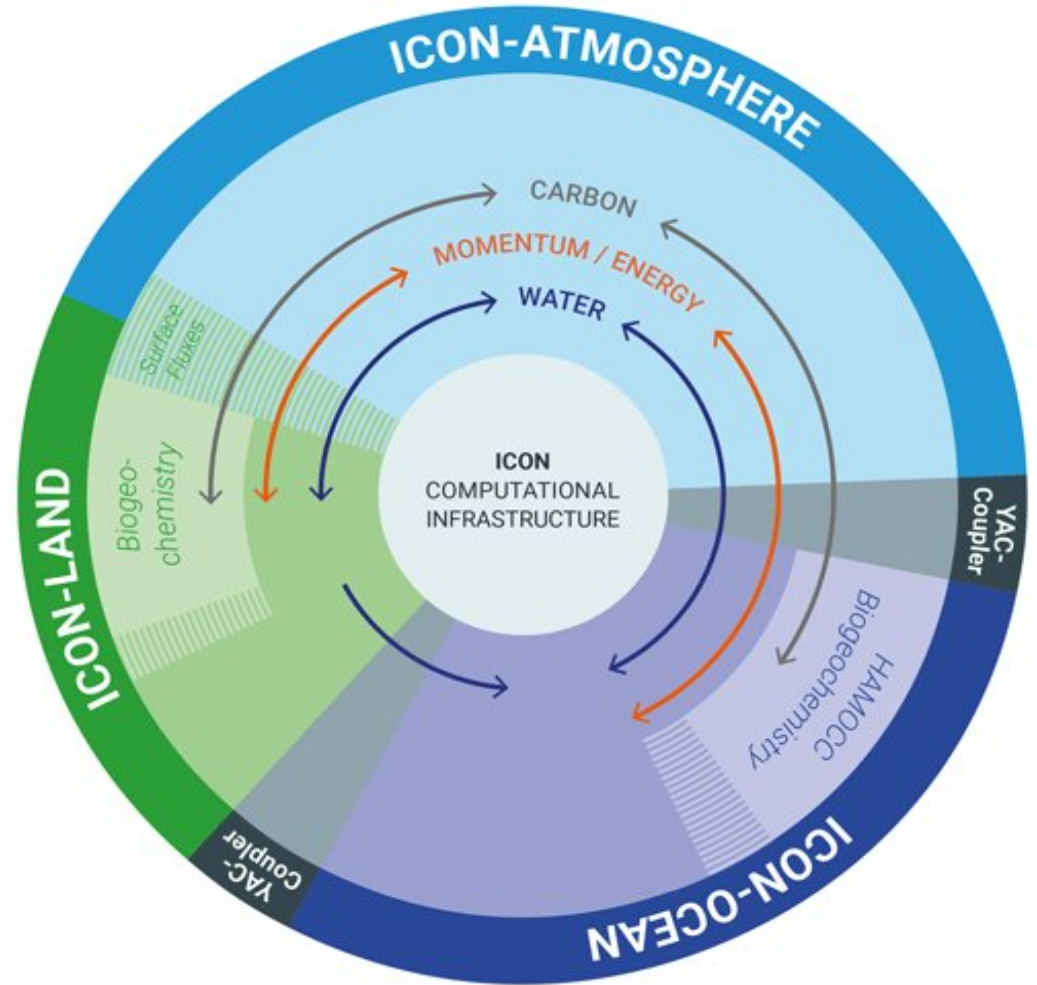 ICON-ATMOSPHERE
CARBON
MOMENTUM / ENERGY
WATER
Surface
Fluxes
Biogeo-
chemistry
ICON
COMPUTATIONAL
INFRASTRUCTURE
YAC-
Coupler
ICON-LAND
HAMOCC
Biogeochemistry
YAC-
Coupler
ICON-OCEAN